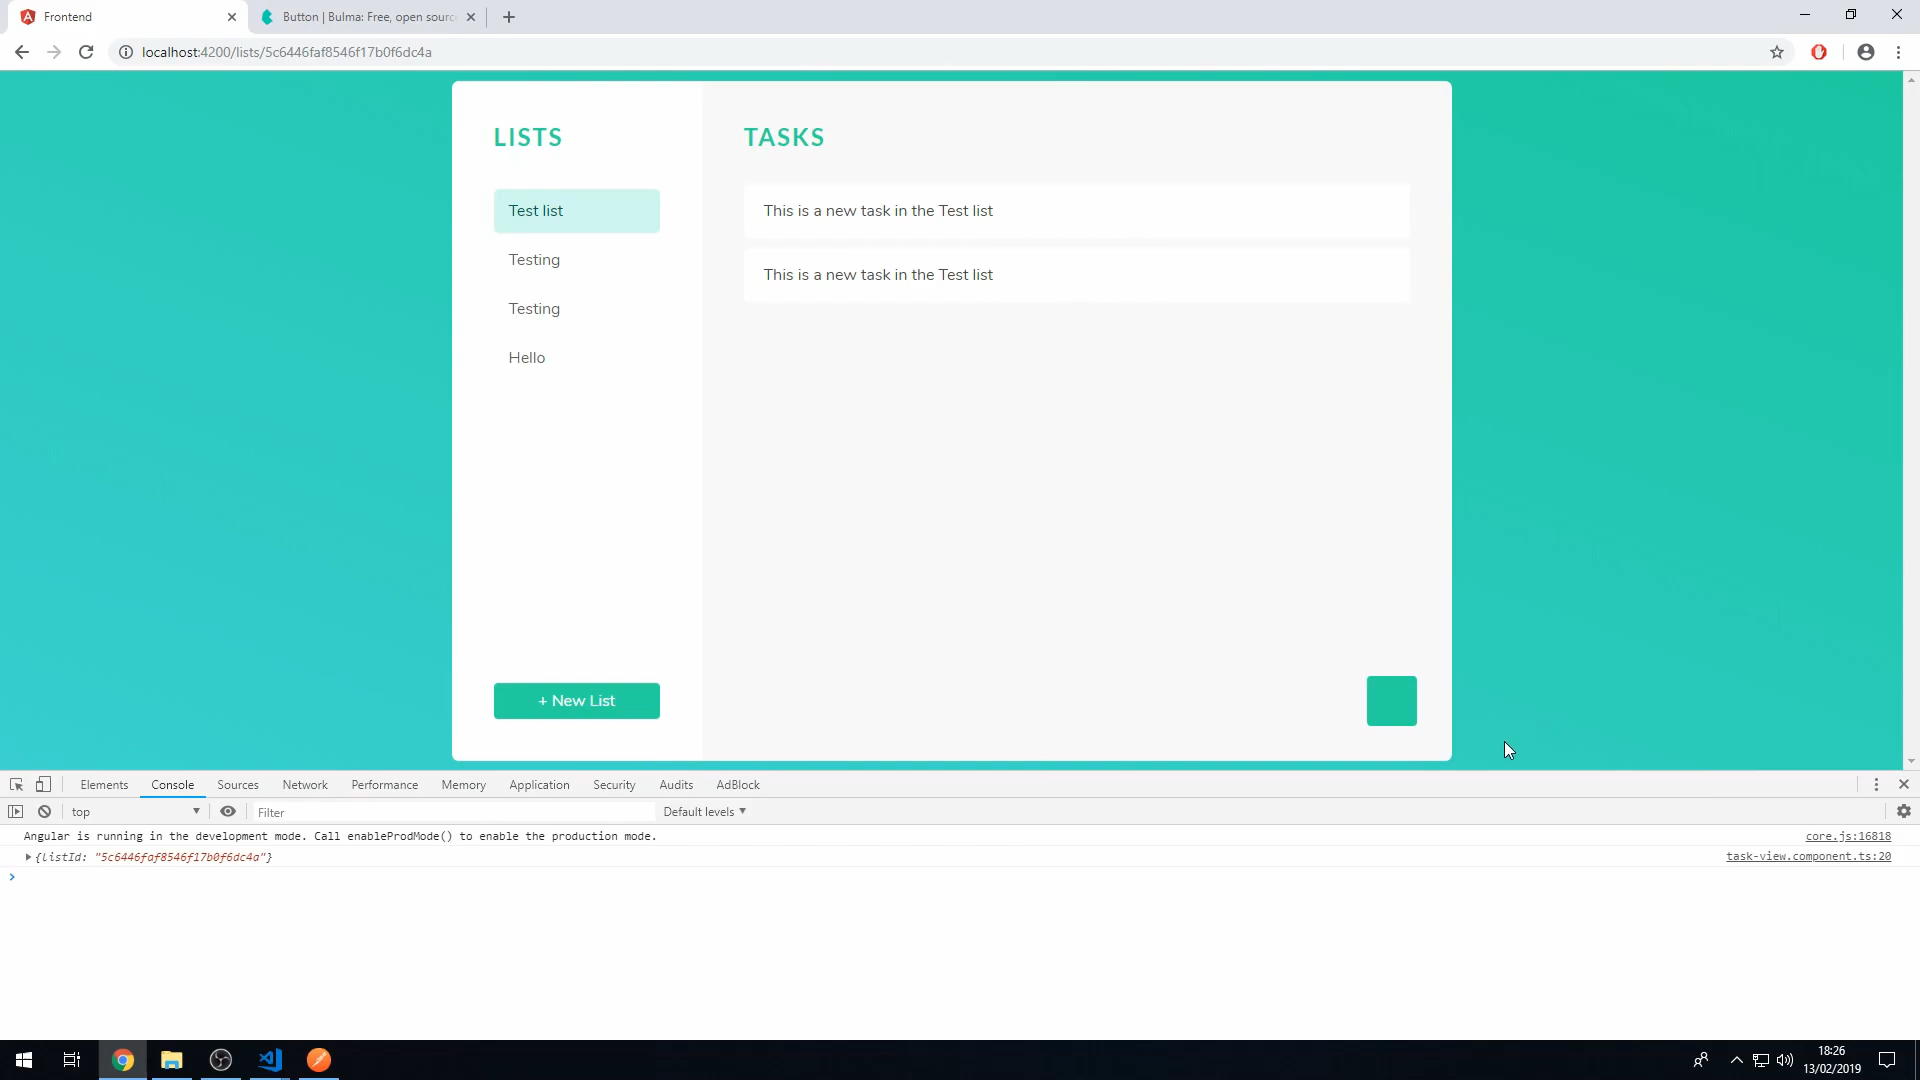 Frontend
Button | Bulma: Free, open sourc
localhost:4200/lists/5c6446faf8546f17b0f6dc4a
LISTS
Test list
Testing
Testing
Hello
+ New List
TASKS
This is a new task in the Test list
This is a new task in the Test list
Elements Console Sources Network Performance Memory Application Security Audits AdBlock
top Filter Default levels
Angular is running in the development mode. Call enableProdMode() to enable the production mode. core.js:16818
{listId: "5c6446faf8546f17b0f6dc4a"} task-view.component.ts:20
18:26
13/02/2019